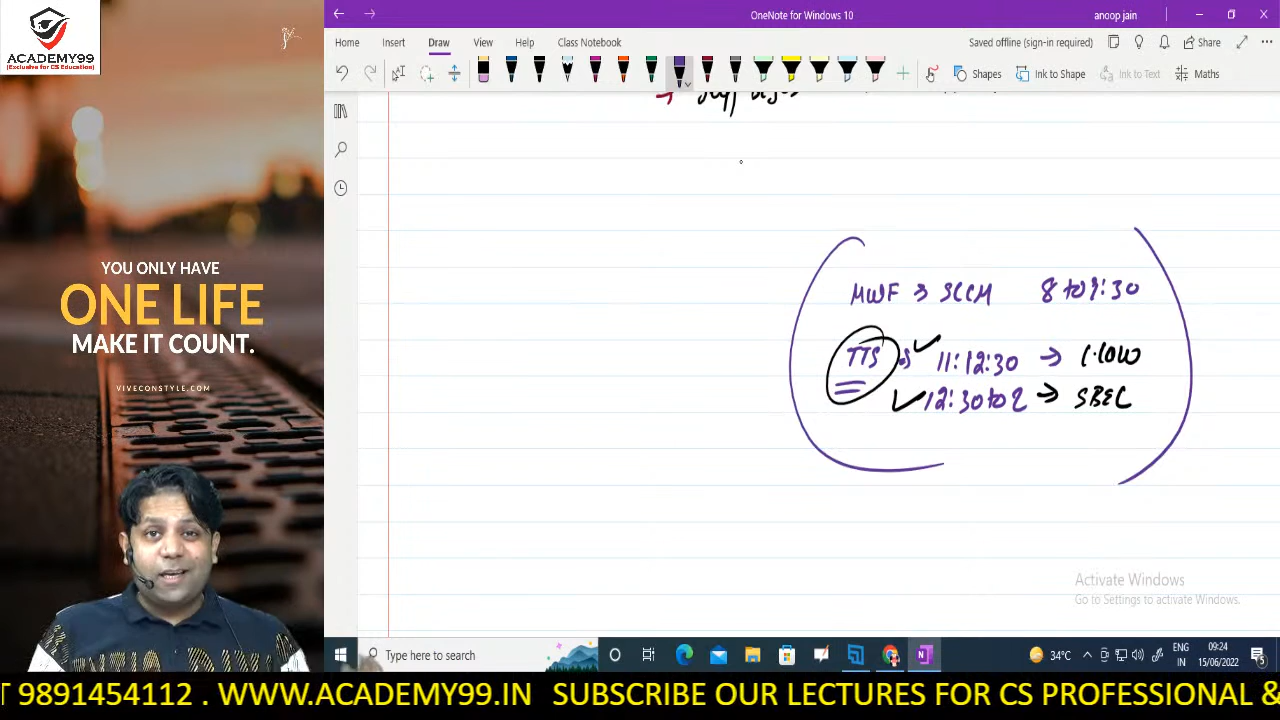 ACADEMY99
(Exclusive for CS Education)
YOU ONLY HAVE
ONE LIFE
MAKE IT COUNT.
VIVECONSTYLE.COM
OneNote for Windows 10
anoop jain
Home Insert Draw View Help Class Notebook
Saved offline (sign-in required) Share
Shapes Ink to Shape Ink to Text Maths
MWF → SCCM 8 to 9:30
TTS 11:12:30 → C.LAW
12:30 to 2 → SBEC
Activate Windows
Go to Settings to activate Windows.
Type here to search
34°C
ENG
IN
09:24
15/06/2022
5
T 9891454112 . WWW.ACADEMY99.IN SUBSCRIBE OUR LECTURES FOR CS PROFESSIONAL &